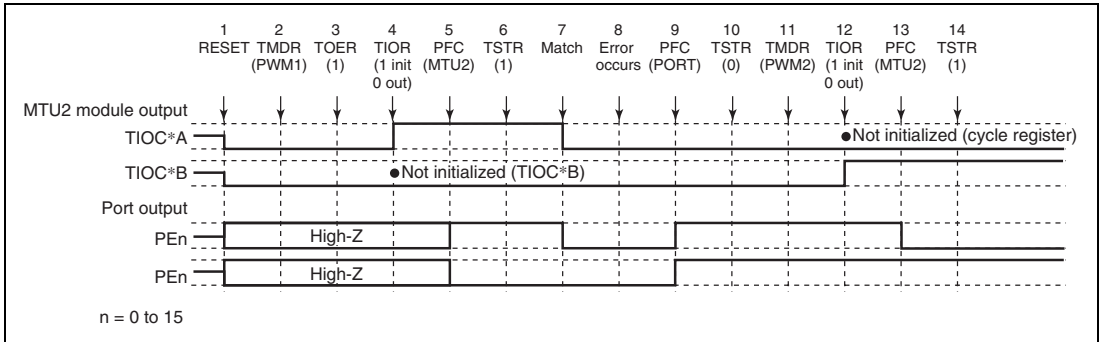 1 2 3 4 5 6 7 8 9 10 11 12 13 14
RESET TMDR TOER TIOR PFC TSTR Match Error PFC TSTR TMDR TIOR PFC TSTR
(PWM1) (1) (1 init (MTU2) (1) occurs (PORT) (0) (PWM2) (1 init (MTU2) (1)
0 out) 0 out)
MTU2 module output
TIOC*A ●Not initialized (cycle register)
TIOC*B ●Not initialized (TIOC*B)
Port output
PEn High-Z
PEn High-Z
n = 0 to 15